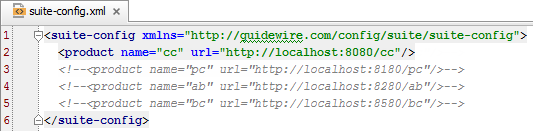 suite-config.xml ×
1 <suite-config xmlns="http://guidewire.com/config/suite/suite-config">
2 <product name="cc" url="http://localhost:8080/cc"/>
3 <!--<product name="pc" url="http://localhost:8180/pc"/>-->
4 <!--<product name="ab" url="http://localhost:8280/ab"/>-->
5 <!--<product name="bc" url="http://localhost:8580/bc"/>-->
6 </suite-config>